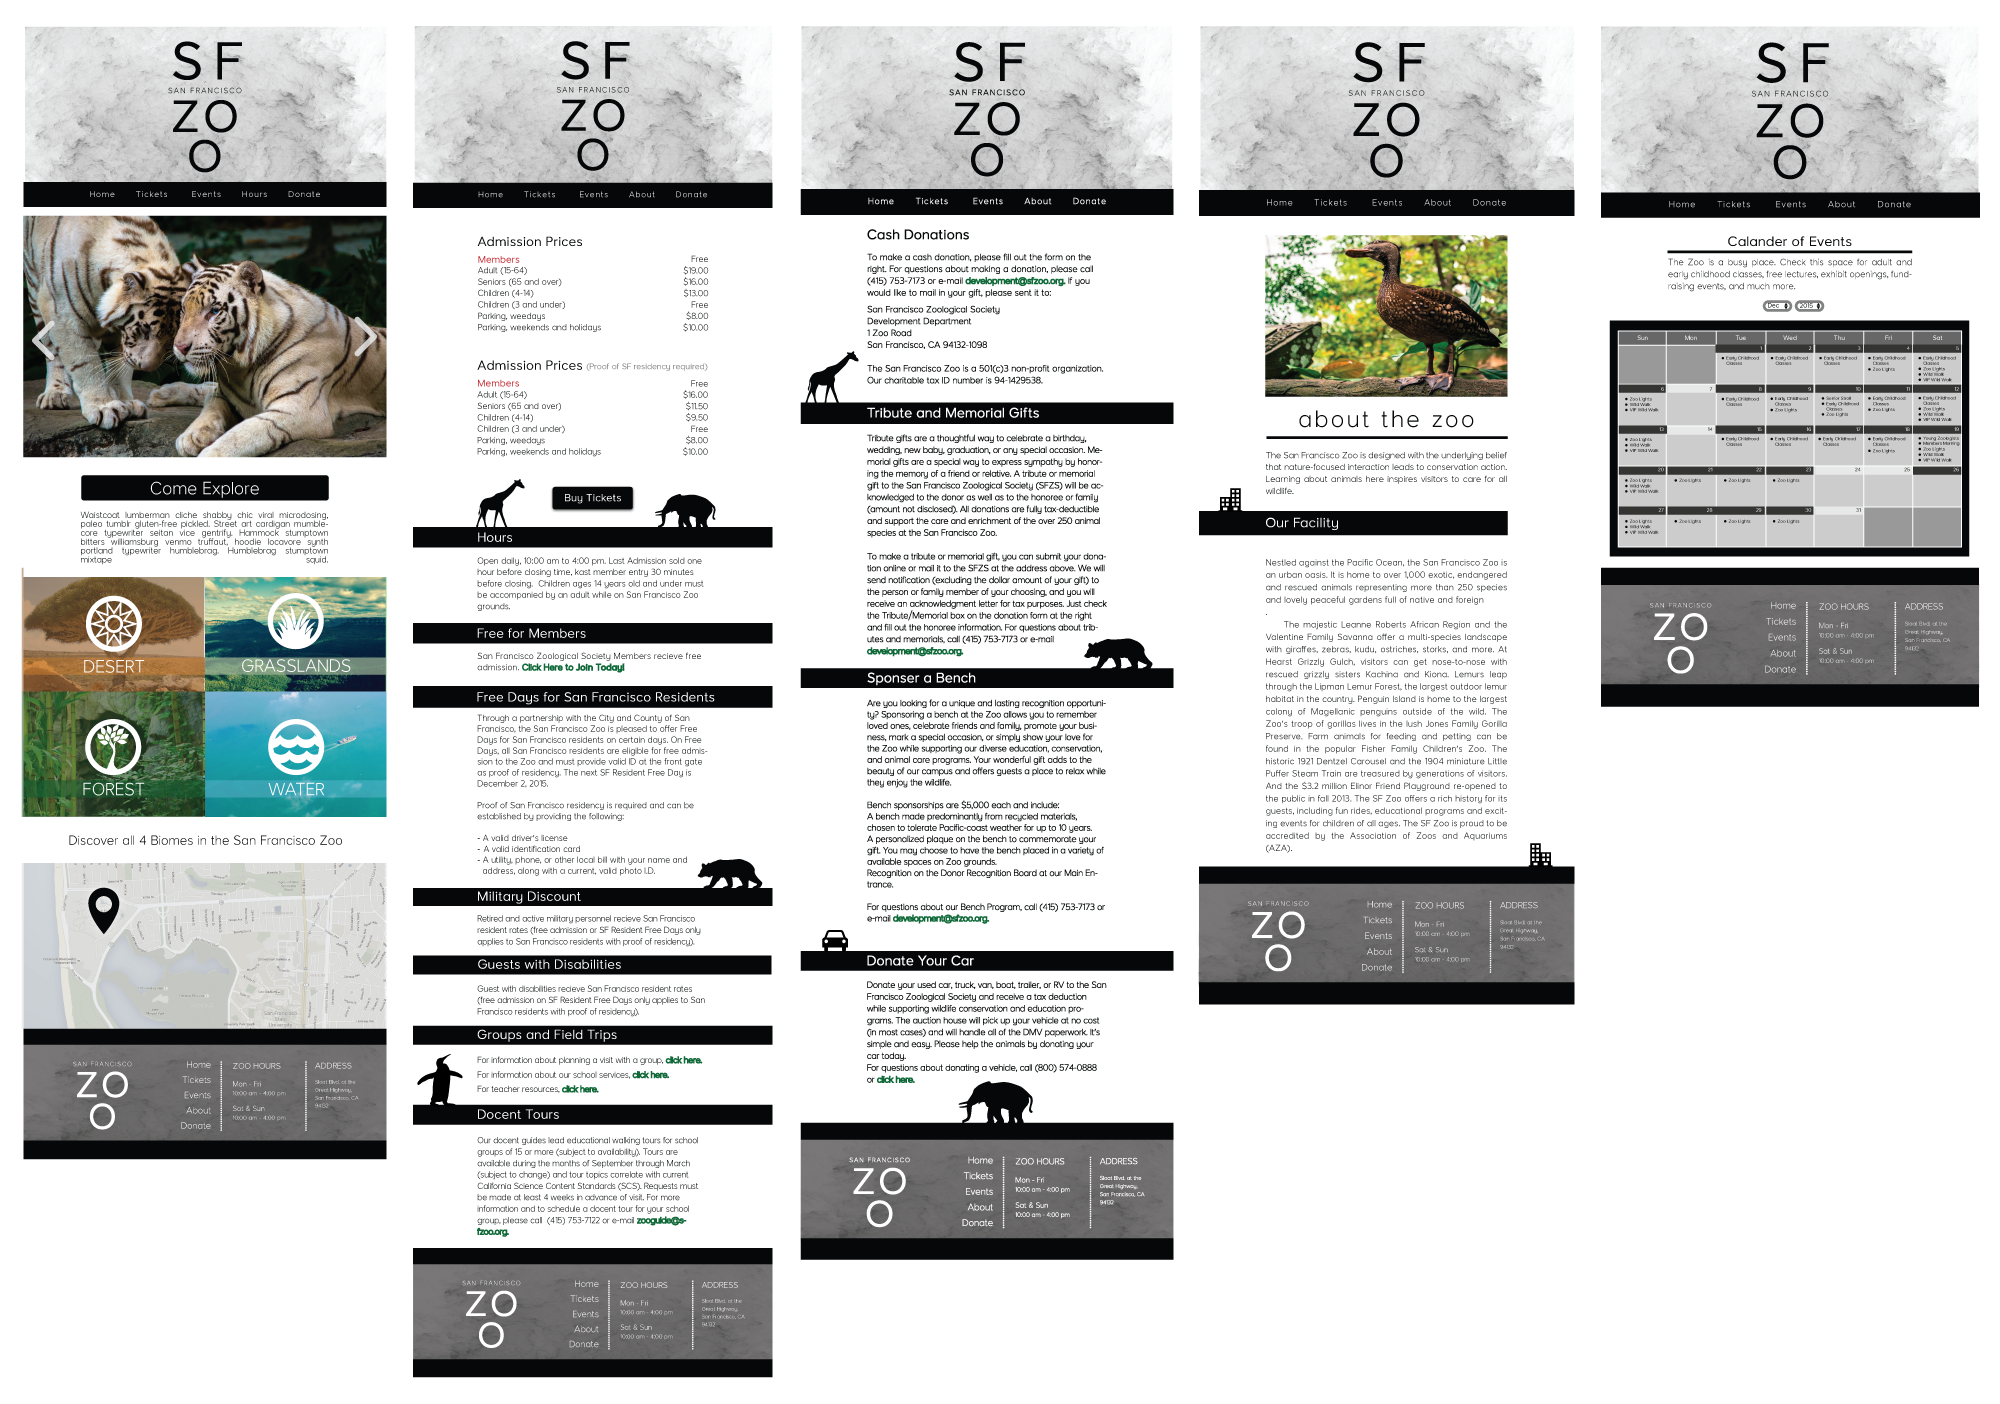 SF
SAN FRANCISCO
ZO
O
Home Tickets Events Hours Donate
Come Explore
Waistcoat lumberman cliche shabby chic viral microdosing,
paleo tumblr gluten-free pickled. Street art cardigan mumble-
core typewriter seitan vice gentrify. Hammock stumptown
bitters williamsburg venmo truffaut, hoodie locavore synth
portland typewriter humblebrag. Humblebrag stumptown
mixtape squid.
DESERT
GRASSLANDS
FOREST
WATER
Discover all 4 Biomes in the San Francisco Zoo
SAN FRANCISCO
ZO
O
Home
Tickets
Events
About
Donate
ZOO HOURS
Mon - Fri
10:00 am - 4:00 pm
Sat & Sun
10:00 am - 4:00 pm
ADDRESS
Sloat Blvd. at the
Great Highway,
San Francisco, CA
94132
SF
SAN FRANCISCO
ZO
O
Home Tickets Events About Donate
Admission Prices
Members Free
Adult (15-64) $19.00
Seniors (65 and over) $16.00
Children (4-14) $13.00
Children (3 and under) Free
Parking, weedays $8.00
Parking, weekends and holidays $10.00
Admission Prices (Proof of SF residency required)
Members Free
Adult (15-64) $16.00
Seniors (65 and over) $11.50
Children (4-14) $9.50
Children (3 and under) Free
Parking, weedays $8.00
Parking, weekends and holidays $10.00
Buy Tickets
Hours
Open daily, 10:00 am to 4:00 pm. Last Admission sold one
hour before closing time, kast member entry 30 minutes
before closing. Children ages 14 years old and under must
be accompanied by an adult while on San Francisco Zoo
grounds.
Free for Members
San Francisco Zoological Society Members recieve free
admission. Click Here to Join Today!
Free Days for San Francisco Residents
Through a partnership with the City and County of San
Francisco, the San Francisco Zoo is pleased to offer Free
Days for San Francisco residents on certain days. On Free
Days, all San Francisco residents are eligible for free admis-
sion to the Zoo and must provide valid ID at the front gate
as proof of residency. The next SF Resident Free Day is
December 2, 2015.
Proof of San Francisco residency is required and can be
established by providing the following:
- A valid driver's license
- A valid identification card
- A utility, phone, or other local bill with your name and
address, along with a current, valid photo I.D.
Military Discount
Retired and active military personnel recieve San Francisco
resident rates (free admission or SF Resident Free Days only
applies to San Francisco residents with proof of residency).
Guests with Disabilities
Guest with disabilities recieve San Francisco resident rates
(free admission on SF Resident Free Days only applies to San
Francisco residents with proof of residency).
Groups and Field Trips
For information about planning a visit with a group, click here.
For information about our school services, click here.
For teacher resources, click here.
Docent Tours
Our docent guides lead educational walking tours for school
groups of 15 or more (subject to availability). Tours are
available during the months of September through March
(subject to change) and tour topics correlate with current
California Science Content Standards (SCS). Requests must
be made at least 4 weeks in advance of visit. For more
information and to schedule a docent tour for your school
group, please call (415) 753-7122 or e-mail zooguide@s-
fzoo.org.
SAN FRANCISCO
ZO
O
Home
Tickets
Events
About
Donate
ZOO HOURS
Mon - Fri
10:00 am - 4:00 pm
Sat & Sun
10:00 am - 4:00 pm
ADDRESS
Sloat Blvd. at the
Great Highway,
San Francisco, CA
94132
SF
SAN FRANCISCO
ZO
O
Home Tickets Events About Donate
Cash Donations
To make a cash donation, please fill out the form on the
right. For questions about making a donation, please call
(415) 753-7173 or e-mail development@sfzoo.org. if you
would like to mail in your gift, please sent it to:
San Francisco Zoological Society
Development Department
1 Zoo Road
San Francisco, CA 94132-1098
The San Francisco Zoo is a 501(c)3 non-profit organization.
Our charitable tax ID number is 94-1429538.
Tribute and Memorial Gifts
Tribute gifts are a thoughtful way to celebrate a birthday,
wedding, new baby, graduation, or any special occasion. Me-
morial gifts are a special way to express sympathy by honor-
ing the memory of a friend or relative. A tribute or memorial
gift to the San Francisco Zoological Society (SFZS) will be ac-
knowledged to the donor as well as to the honoree or family
(amount not disclosed). All donations are fully tax-deductible
and support the care and enrichment of the over 250 animal
species at the San Francisco Zoo.
To make a tribute or memorial gift, you can submit your dona-
tion online or mail it to the SFZS at the address above. We will
send notification (excluding the dollar amount of your gift) to
the person or family member of your choosing, and you will
receive an acknowledgment letter for tax purposes. Just check
the Tribute/Memorial box on the donation form at the right
and fill out the honoree information. For questions about trib-
utes and memorials, call (415) 753-7173 or e-mail
development@sfzoo.org.
Sponser a Bench
Are you looking for a unique and lasting recognition opportuni-
ty? Sponsoring a bench at the Zoo allows you to remember
loved ones, celebrate friends and family, promote your busi-
ness, mark a special occasion, or simply show your love for
the Zoo while supporting our diverse education, conservation,
and animal care programs. Your wonderful gift adds to the
beauty of our campus and offers guests a place to relax while
they enjoy the wildlife.
Bench sponsorships are $5,000 each and include:
A bench made predominantly from recycled materials,
chosen to tolerate Pacific-coast weather for up to 10 years.
A personalized plaque on the bench to commemorate your
gift. You may choose to have the bench placed in a variety of
available spaces on Zoo grounds.
Recognition on the Donor Recognition Board at our Main En-
trance.
For questions about our Bench Program, call (415) 753-7173 or
e-mail development@sfzoo.org.
Donate Your Car
Donate your used car, truck, van, boat, trailer, or RV to the San
Francisco Zoological Society and receive a tax deduction
while supporting wildlife conservation and education pro-
grams. The auction house will pick up your vehicle at no cost
(in most cases) and will handle all of the DMV paperwork. It's
simple and easy. Please help the animals by donating your
car today.
For questions about donating a vehicle, call (800) 574-0888
or click here.
SAN FRANCISCO
ZO
O
Home
Tickets
Events
About
Donate
ZOO HOURS
Mon - Fri
10:00 am - 4:00 pm
Sat & Sun
10:00 am - 4:00 pm
ADDRESS
Sloat Blvd. at the
Great Highway,
San Francisco, CA
94132
SF
SAN FRANCISCO
ZO
O
Home Tickets Events About Donate
about the zoo
The San Francisco Zoo is designed with the underlying belief
that nature-focused interaction leads to conservation action.
Learning about animals here inspires visitors to care for all
wildlife.
Our Facility
Nestled against the Pacific Ocean, the San Francisco Zoo is
an urban oasis. It is home to over 1,000 exotic, endangered
and rescued animals representing more than 250 species
and lovely peaceful gardens full of native and foreign
.
The majestic Leanne Roberts African Region and the
Valentine Family Savanna offer a multi-species landscape
with giraffes, zebras, kudu, ostriches, storks, and more. At
Hearst Grizzly Gulch, visitors can get nose-to-nose with
rescued grizzly sisters Kachina and Kiona. Lemurs leap
through the Lipman Lemur Forest, the largest outdoor lemur
habitat in the country. Penguin Island is home to the largest
colony of Magellanic penguins outside of the wild. The
Zoo's troop of gorillas lives in the lush Jones Family Gorilla
Preserve. Farm animals for feeding and petting can be
found in the popular Fisher Family Children's Zoo. The
historic 1921 Dentzel Carousel and the 1904 miniature Little
Puffer Steam Train are treasured by generations of visitors.
And the $3.2 million Elinor Friend Playground re-opened to
the public in fall 2013. The SF Zoo offers a rich history for its
guests, including fun rides, educational programs and excit-
ing events for children of all ages. The SF Zoo is proud to be
accredited by the Association of Zoos and Aquariums
(AZA).
SAN FRANCISCO
ZO
O
Home
Tickets
Events
About
Donate
ZOO HOURS
Mon - Fri
10:00 am - 4:00 pm
Sat & Sun
10:00 am - 4:00 pm
ADDRESS
Sloat Blvd. at the
Great Highway,
San Francisco, CA
94132
SF
SAN FRANCISCO
ZO
O
Home Tickets Events About Donate
Calander of Events
The Zoo is a busy place. Check this space for adult and
early childhood classes, free lectures, exhibit openings, fund-
raising events, and much more.
Dec 2015
Sun Mon Tue Wed Thu Fri Sat
1 2 3 4 5
Early Childhood Classes
Early Childhood Classes
Early Childhood Classes
Early Childhood Classes
Zoo Lights
Early Childhood Classes
Zoo Lights
Wild Walk
VIP Wild Walk
6 7 8 9 10 11 12
Zoo Lights
Wild Walk
VIP Wild Walk
Early Childhood Classes
Early Childhood Classes
Zoo Lights
Senior Stroll
Early Childhood Classes
Zoo Lights
Early Childhood Classes
Zoo Lights
Early Childhood Classes
Zoo Lights
Wild Walk
VIP Wild Walk
13 14 15 16 17 18 19
Zoo Lights
Wild Walk
VIP Wild Walk
Early Childhood Classes
Early Childhood Classes
Early Childhood Classes
Early Childhood Classes
Zoo Lights
Members Morning
Zoo Lights
Wild Walk
VIP Wild Walk
20 21 22 23 24 25 26
Zoo Lights
Wild Walk
VIP Wild Walk
Zoo Lights
Zoo Lights
Zoo Lights
27 28 29 30 31
Zoo Lights
Wild Walk
VIP Wild Walk
Zoo Lights
Zoo Lights
Zoo Lights
SAN FRANCISCO
ZO
O
Home
Tickets
Events
About
Donate
ZOO HOURS
Mon - Fri
10:00 am - 4:00 pm
Sat & Sun
10:00 am - 4:00 pm
ADDRESS
Sloat Blvd. at the
Great Highway,
San Francisco, CA
94132